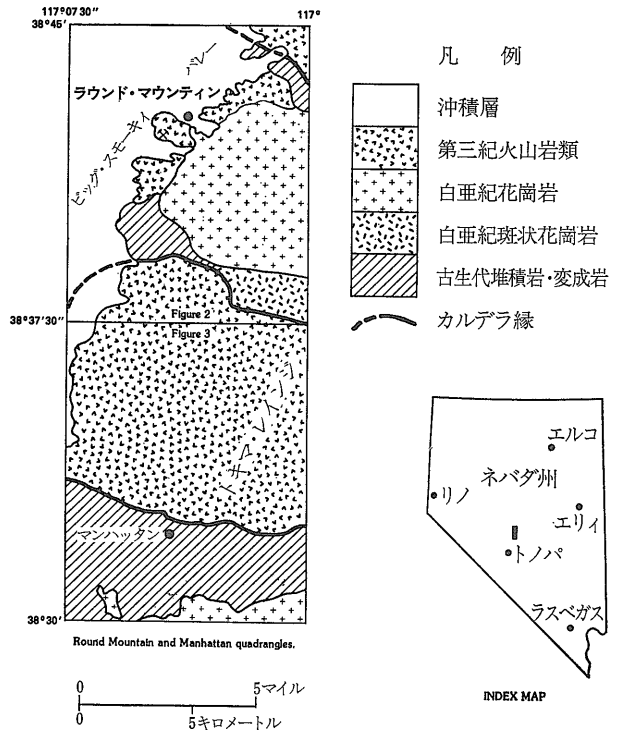 117°07'30"
117°
38°45'
ラウンド・マウンティン
ビッグ・スモーキィ
バレー
Figure 2
38°37'30"
Figure 3
トキマ レンジ
マンハッタン
38°30'
Round Mountain and Manhattan quadrangles.
0
5マイル
0
5キロメートル
凡 例
沖積層
第三紀火山岩類
白亜紀花崗岩
白亜紀斑状花崗岩
古生代堆積岩・変成岩
カルデラ縁
エルコ
ネバダ州
リノ
エリィ
トノパ
ラスベガス
INDEX MAP